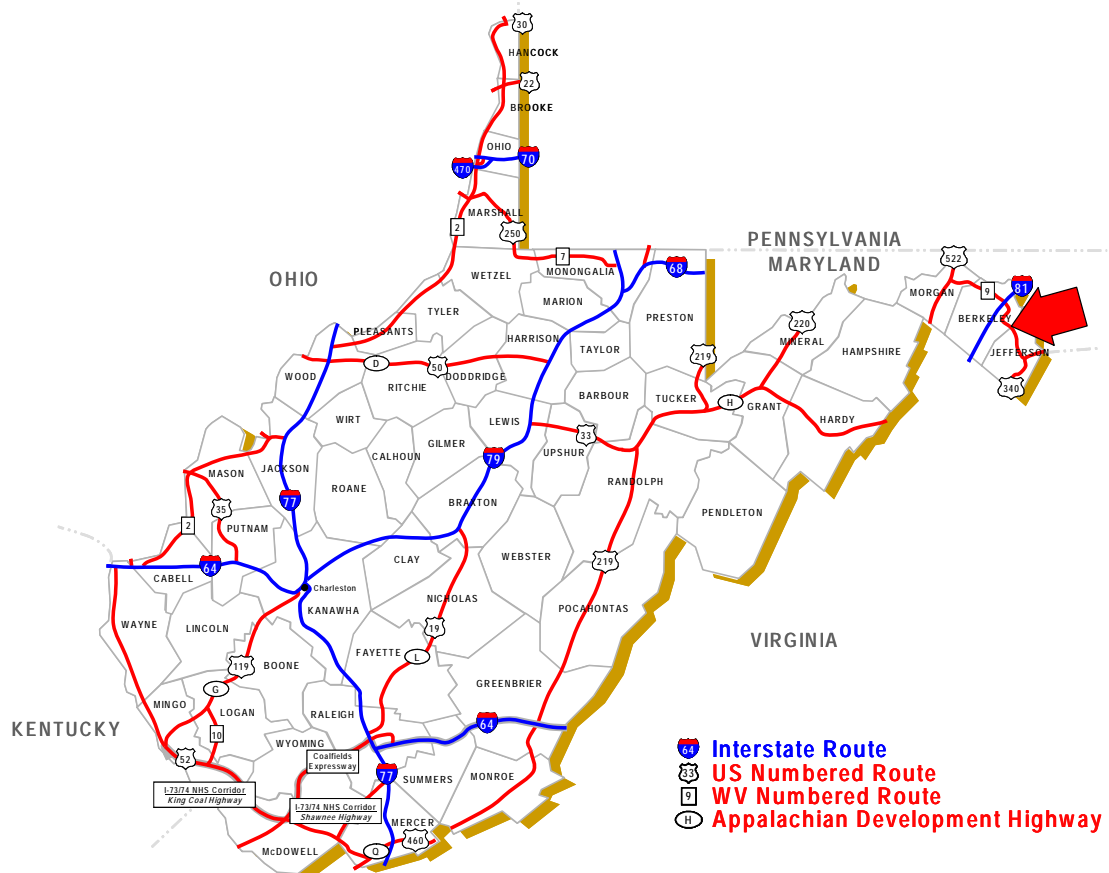 30
HANCOCK
22
BROOKE
OHIO
470
70
MARSHALL
2
250
PENNSYLVANIA
7
522
MONONGALIA
68
MARYLAND
OHIO
WETZEL
81
9
MORGAN
MARION
TYLER
PRESTON
BERKELEY
220
PLEASANTS
HARRISON
MINERAL
TAYLOR
HAMPSHIRE
JEFFERSON
219
D
50
WOOD
RITCHIE
DODDRIDGE
340
BARBOUR
TUCKER
H
GRANT
WIRT
LEWIS
HARDY
33
GILMER
UPSHUR
CALHOUN
79
JACKSON
MASON
ROANE
RANDOLPH
77
BRAXTON
35
PENDLETON
2
PUTNAM
WEBSTER
CLAY
219
64
CABELL
Charleston
NICHOLAS
KANAWHA
POCAHONTAS
WAYNE
LINCOLN
19
VIRGINIA
FAYETTE
L
119
BOONE
GREENBRIER
G
MINGO
LOGAN
RALEIGH
64
KENTUCKY
10
WYOMING
52
Coalfields
Expressway
77
SUMMERS
MONROE
I-73/74 NHS Corridor
King Coal Highway
I-73/74 NHS Corridor
Shawnee Highway
MERCER
460
McDOWELL
Q
64 Interstate Route
33 US Numbered Route
9 WV Numbered Route
H Appalachian Development Highway